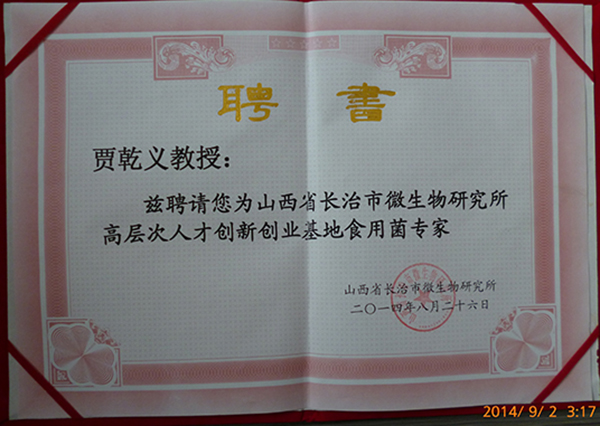 聘書
贾乾义教授：
兹聘请您为山西省长治市微生物研究所
高层次人才创新创业基地食用菌专家
山西省长治市微生物研究所
二〇一四年八月二十六日
2014/ 9/ 2 3:17